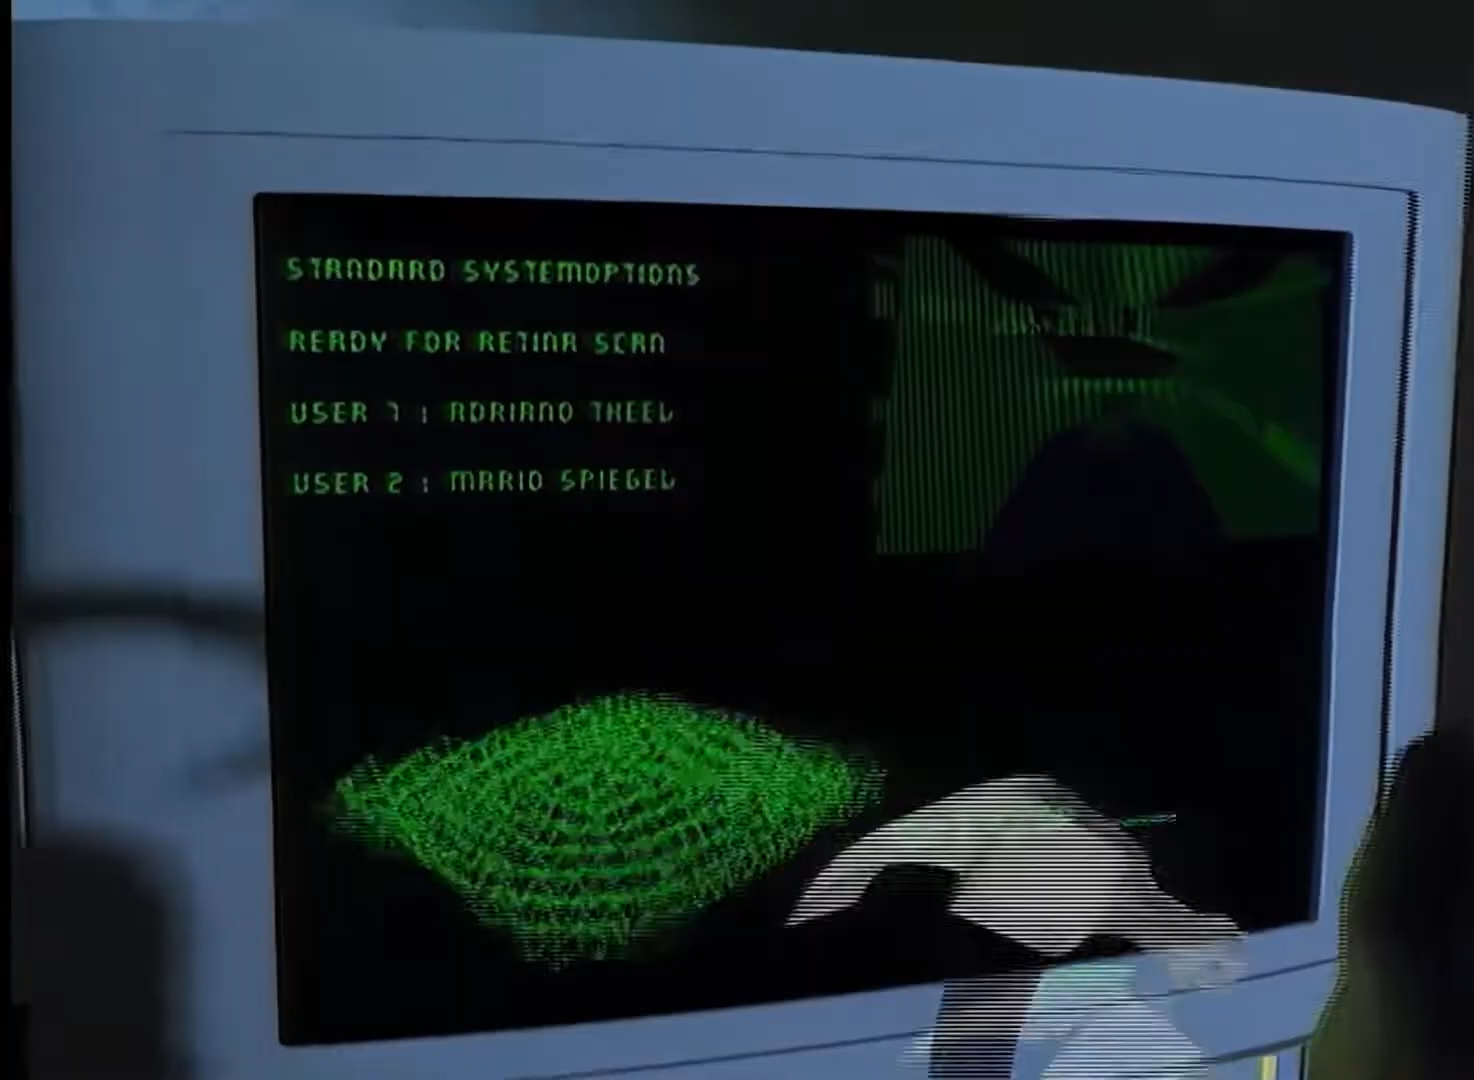 STANDARD SYSTEMOPTIONS
READY FOR RETINA SCAN
USER 1 : ADRIANO THEEL
USER 2 : MARIO SPIEGEL